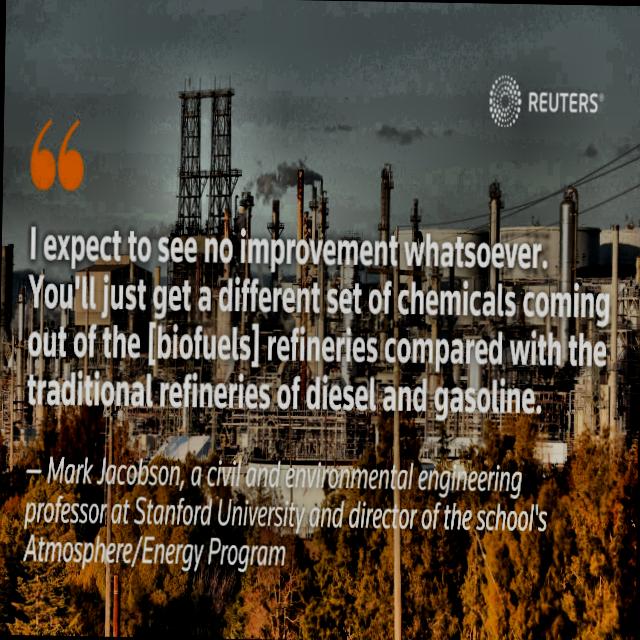 REUTERS
I expect to see no improvement whatsoever.
You'll just get a different set of chemicals coming
out of the [biofuels] refineries compared with the
traditional refineries of diesel and gasoline.
– Mark Jacobson, a civil and environmental engineering
professor at Stanford University and director of the school's
Atmosphere/Energy Program